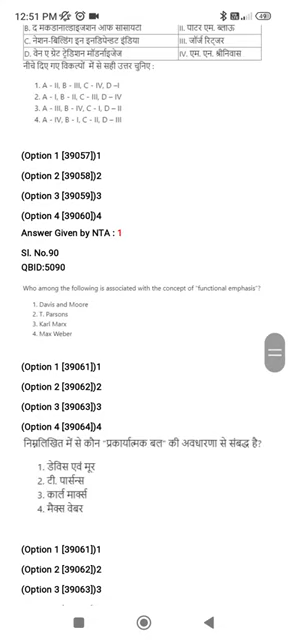 12:51 PM
49
B. द मैकडोनाल्डाइजेशन ऑफ सोसायटी
II. पीटर एम. ब्लाऊ
C. नेशन-बिल्डिंग इन इनडिपेन्डेंट इंडिया
III. जॉर्ज रिट्जर
D. वेन ए ग्रेट ट्रेडिशन मॉडर्नाइजेज
IV. एम. एन. श्रीनिवास
नीचे दिए गए विकल्पों में से सही उत्तर चुनिए :
1. A - II, B - III, C - IV, D –I
2. A - I, B - II, C - III, D – IV
3. A - III, B - IV, C - I, D – II
4. A - IV, B - I, C - II, D – III
(Option 1 [39057])1
(Option 2 [39058])2
(Option 3 [39059])3
(Option 4 [39060])4
Answer Given by NTA : 1
Sl. No.90
QBID:5090
Who among the following is associated with the concept of "functional emphasis"?
1. Davis and Moore
2. T. Parsons
3. Karl Marx
4. Max Weber
(Option 1 [39061])1
(Option 2 [39062])2
(Option 3 [39063])3
(Option 4 [39064])4
निम्नलिखित में से कौन "प्रकार्यात्मक बल" की अवधारणा से संबद्ध है?
1. डेविस एवं मूर
2. टी. पार्सन्स
3. कार्ल मार्क्स
4. मैक्स वेबर
(Option 1 [39061])1
(Option 2 [39062])2
(Option 3 [39063])3